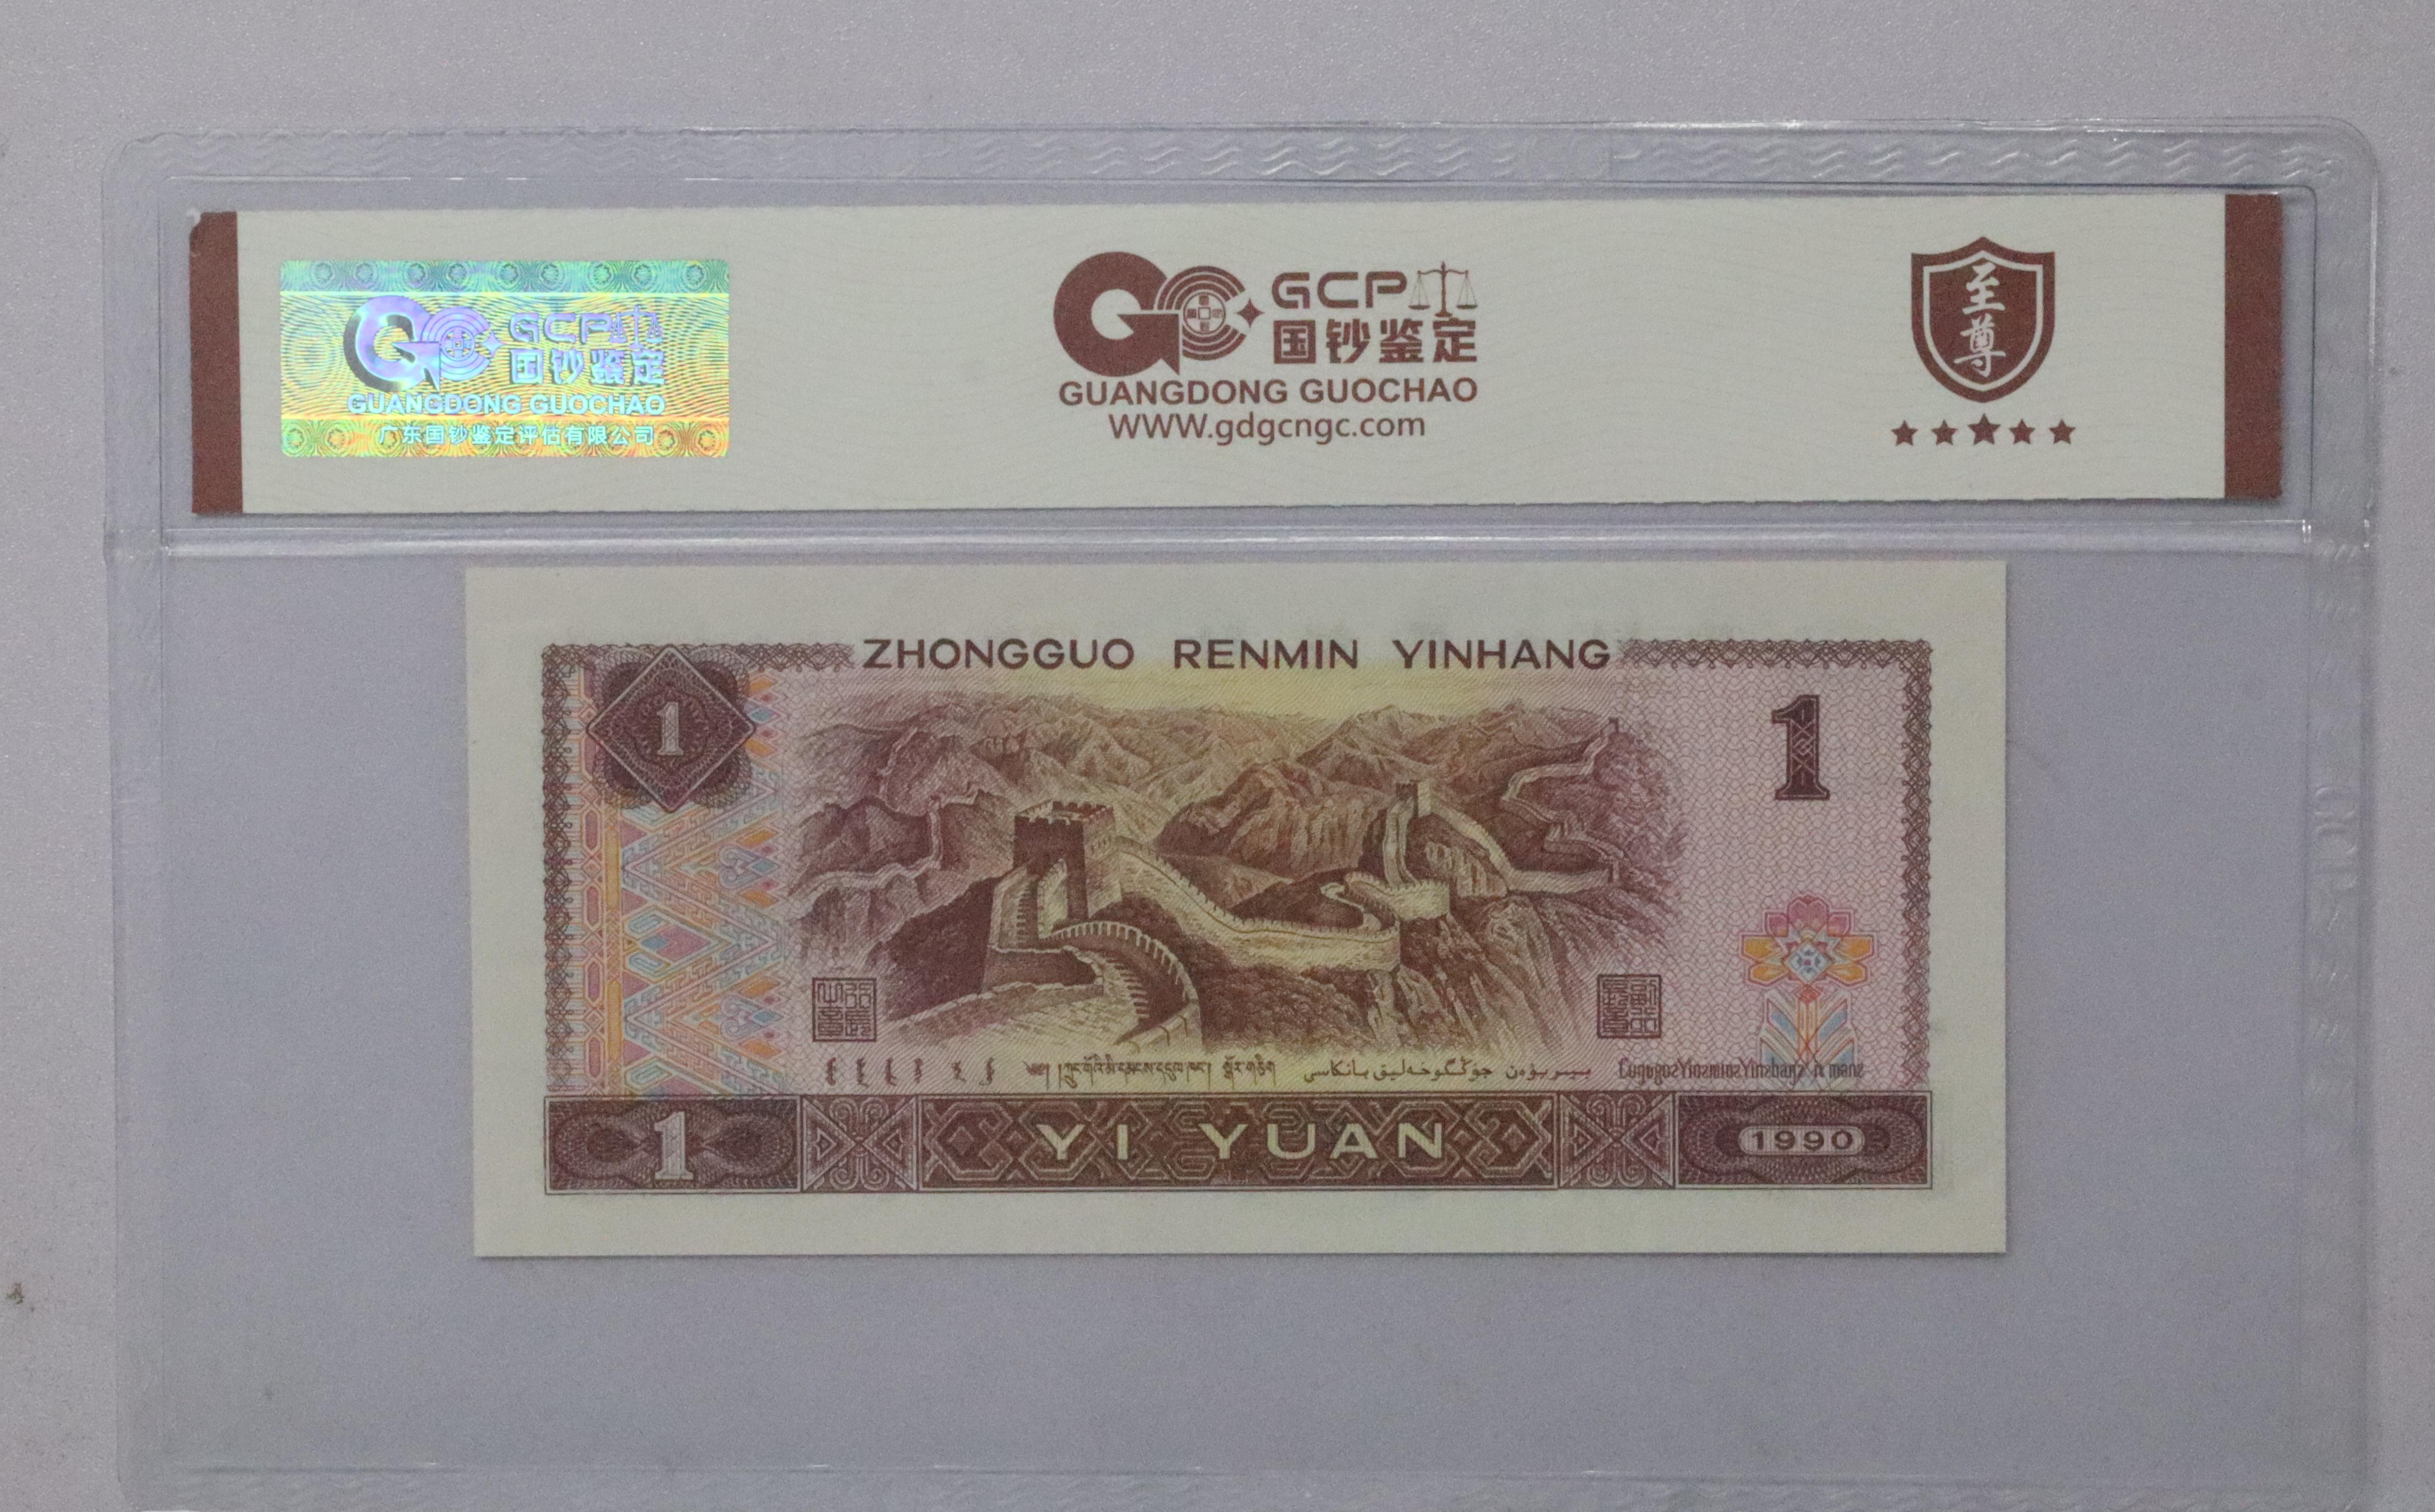 GCP
国钞鉴定
GUANGDONG GUOCHAO
广东国钞鉴定评估有限公司
GCP
国钞鉴定
GUANGDONG GUOCHAO
WWW.gdgcngc.com
至
尊
ZHONGGUO RENMIN YINHANG
1
1
1
YI YUAN
1990